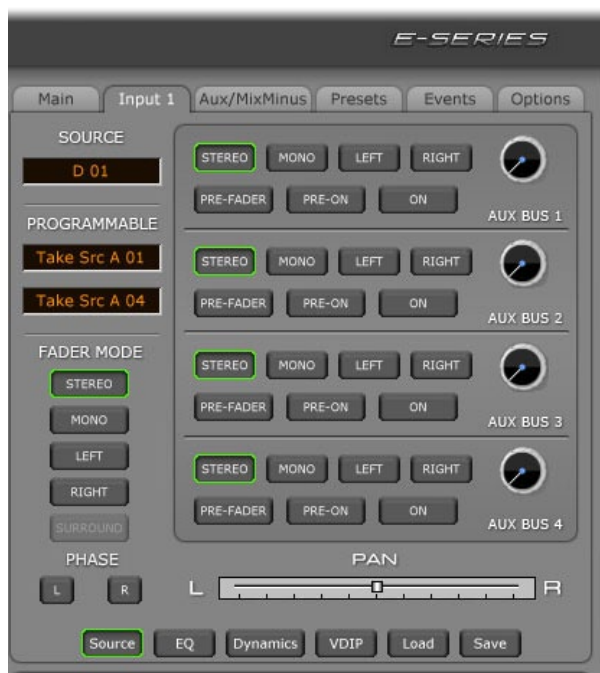 E-SERIES
Main Input 1 Aux/MixMinus Presets Events Options
SOURCE
D 01
PROGRAMMABLE
Take Src A 01
Take Src A 04
FADER MODE
STEREO
MONO
LEFT
RIGHT
SURROUND
PHASE
L R
STEREO MONO LEFT RIGHT
PRE-FADER PRE-ON ON
AUX BUS 1
STEREO MONO LEFT RIGHT
PRE-FADER PRE-ON ON
AUX BUS 2
STEREO MONO LEFT RIGHT
PRE-FADER PRE-ON ON
AUX BUS 3
STEREO MONO LEFT RIGHT
PRE-FADER PRE-ON ON
AUX BUS 4
PAN
L R
Source EQ Dynamics VDIP Load Save